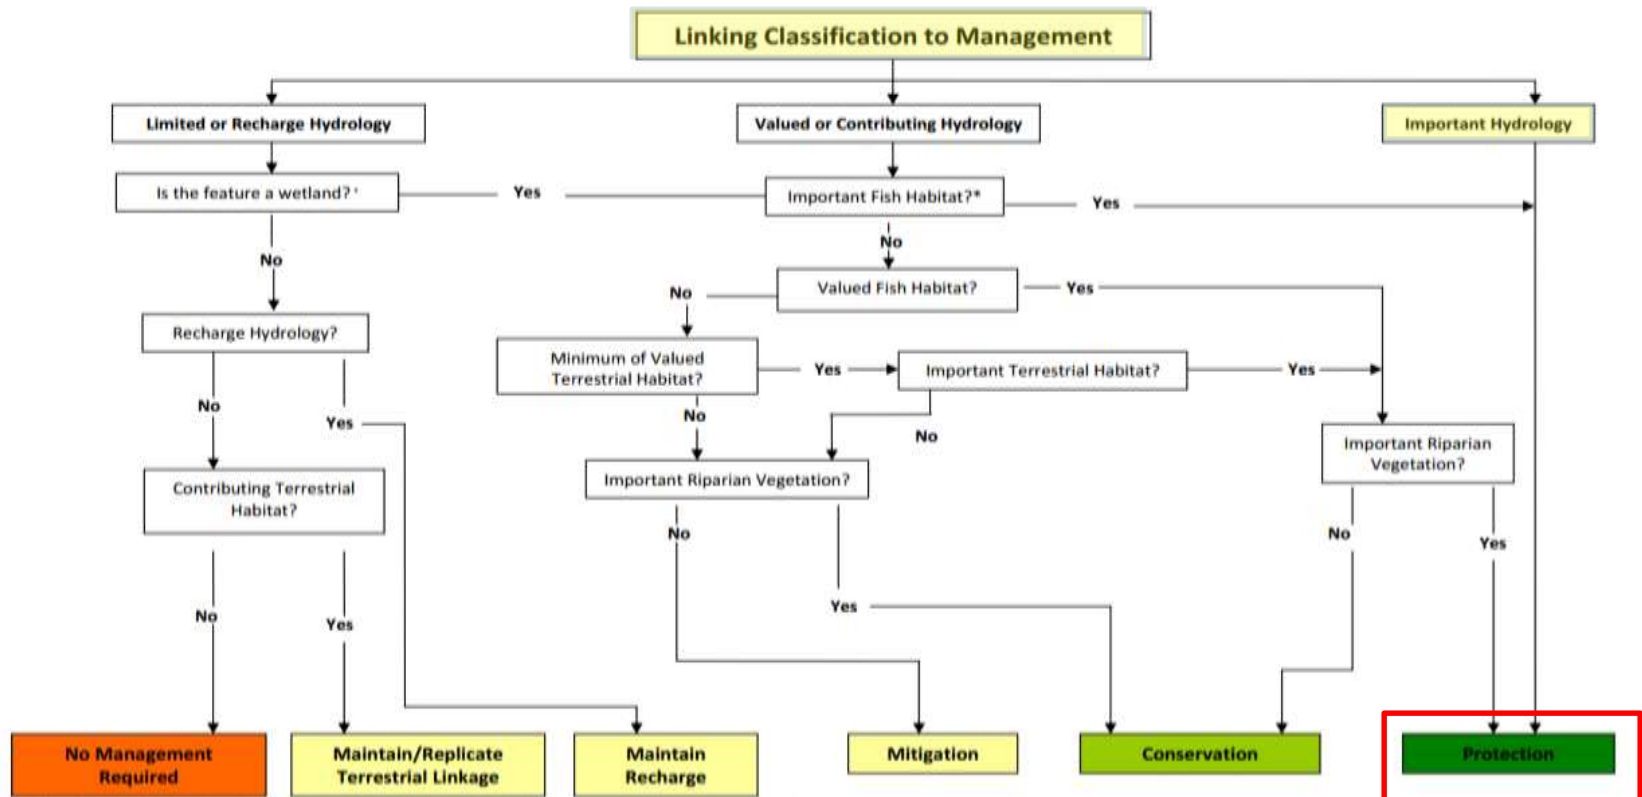 Linking Classification to Management
Limited or Recharge Hydrology
Valued or Contributing Hydrology
Important Hydrology
Is the feature a wetland?
Yes
Important Fish Habitat?*
Yes
No
No
Valued Fish Habitat?
Yes
No
Recharge Hydrology?
Minimum of Valued
Terrestrial Habitat?
Yes
Important Terrestrial Habitat?
Yes
No
Yes
No
No
Important Riparian
Vegetation?
Contributing Terrestrial
Habitat?
Important Riparian Vegetation?
No
No
Yes
No
Yes
Yes
No Management
Required
Maintain/Replicate
Terrestrial Linkage
Maintain
Recharge
Mitigation
Conservation
Protection